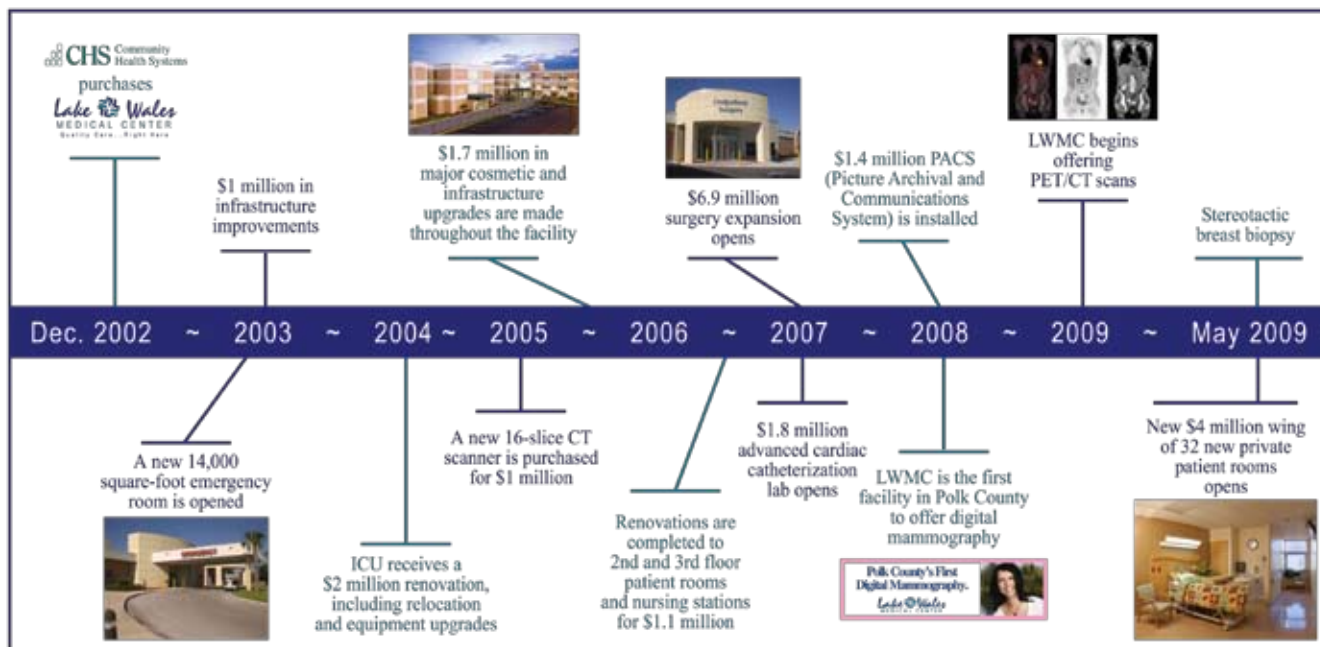 CHS Community
Health Systems
purchases
Lake Wales
MEDICAL CENTER
Quality Care...Right Here
$1 million in
infrastructure
improvements
$1.7 million in
major cosmetic and
infrastructure
upgrades are made
throughout the facility
$6.9 million
surgery expansion
opens
$1.4 million PACS
(Picture Archival and
Communications
System) is installed
LWMC begins
offering
PET/CT scans
Stereotactic
breast biopsy
Dec. 2002 ~ 2003 ~ 2004 ~ 2005 ~ 2006 ~ 2007 ~ 2008 ~ 2009 ~ May 2009
A new 14,000
square-foot emergency
room is opened
ICU receives a
$2 million renovation,
including relocation
and equipment upgrades
A new 16-slice CT
scanner is purchased
for $1 million
Renovations are
completed to
2nd and 3rd floor
patient rooms
and nursing stations
for $1.1 million
$1.8 million
advanced cardiac
catheterization
lab opens
LWMC is the first
facility in Polk County
to offer digital
mammography
Polk County's First
Digital Mammography.
Lake Wales
MEDICAL CENTER
New $4 million wing
of 32 new private
patient rooms
opens